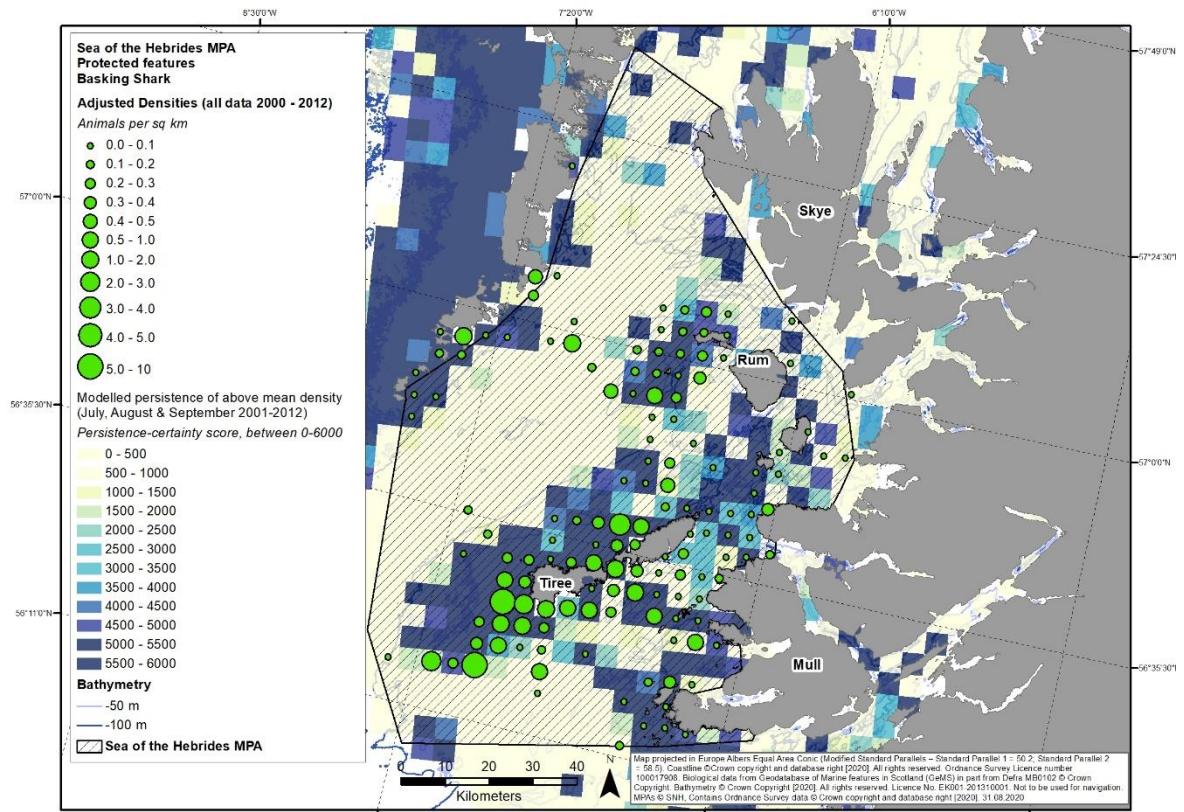 6°30'0"W
7°20'0"W
6°10'0"W
Sea of the Hebrides MPA
Protected features
Basking Shark
Adjusted Densities (all data 2000 - 2012)
Animals per sq km
0.0 - 0.1
0.1 - 0.2
0.2 - 0.3
0.3 - 0.4
0.4 - 0.5
0.5 - 1.0
1.0 - 2.0
2.0 - 3.0
3.0 - 4.0
4.0 - 5.0
5.0 - 10
Modelled persistence of above mean density
(July, August & September 2001-2012)
Persistence-certainty score, between 0-6000
0 - 500
500 - 1000
1000 - 1500
1500 - 2000
2000 - 2500
2500 - 3000
3000 - 3500
3500 - 4000
4000 - 4500
4500 - 5000
5000 - 5500
5500 - 6000
Bathymetry
-50 m
-100 m
Sea of the Hebrides MPA
57°0'0"N
56°35'30"N
56°11'0"N
57°49'0"N
57°24'30"N
57°0'0"N
56°35'30"N
Skye
Rum
Tiree
Mull
0 10 20 30 40
Kilometers
N
Map projected in Europe Albers Equal Area Conic (Modified Standard Parallels – Standard Parallel 1 = 50.2; Standard Parallel 2
= 58.5). Coastline ©Crown copyright and database right [2020]. All rights reserved. Ordnance Survey Licence number
100017908. Biological data from Geodatabase of Marine features in Scotland (GeMS) in part from Defra MB0102 © Crown
Copyright. Bathymetry © Crown Copyright [2020]. All rights reserved. Licence No. EK001-201310001. Not to be used for navigation.
MPAs © SNH, Contains Ordnance Survey data © Crown copyright and database right [2020]. 31.08.2020